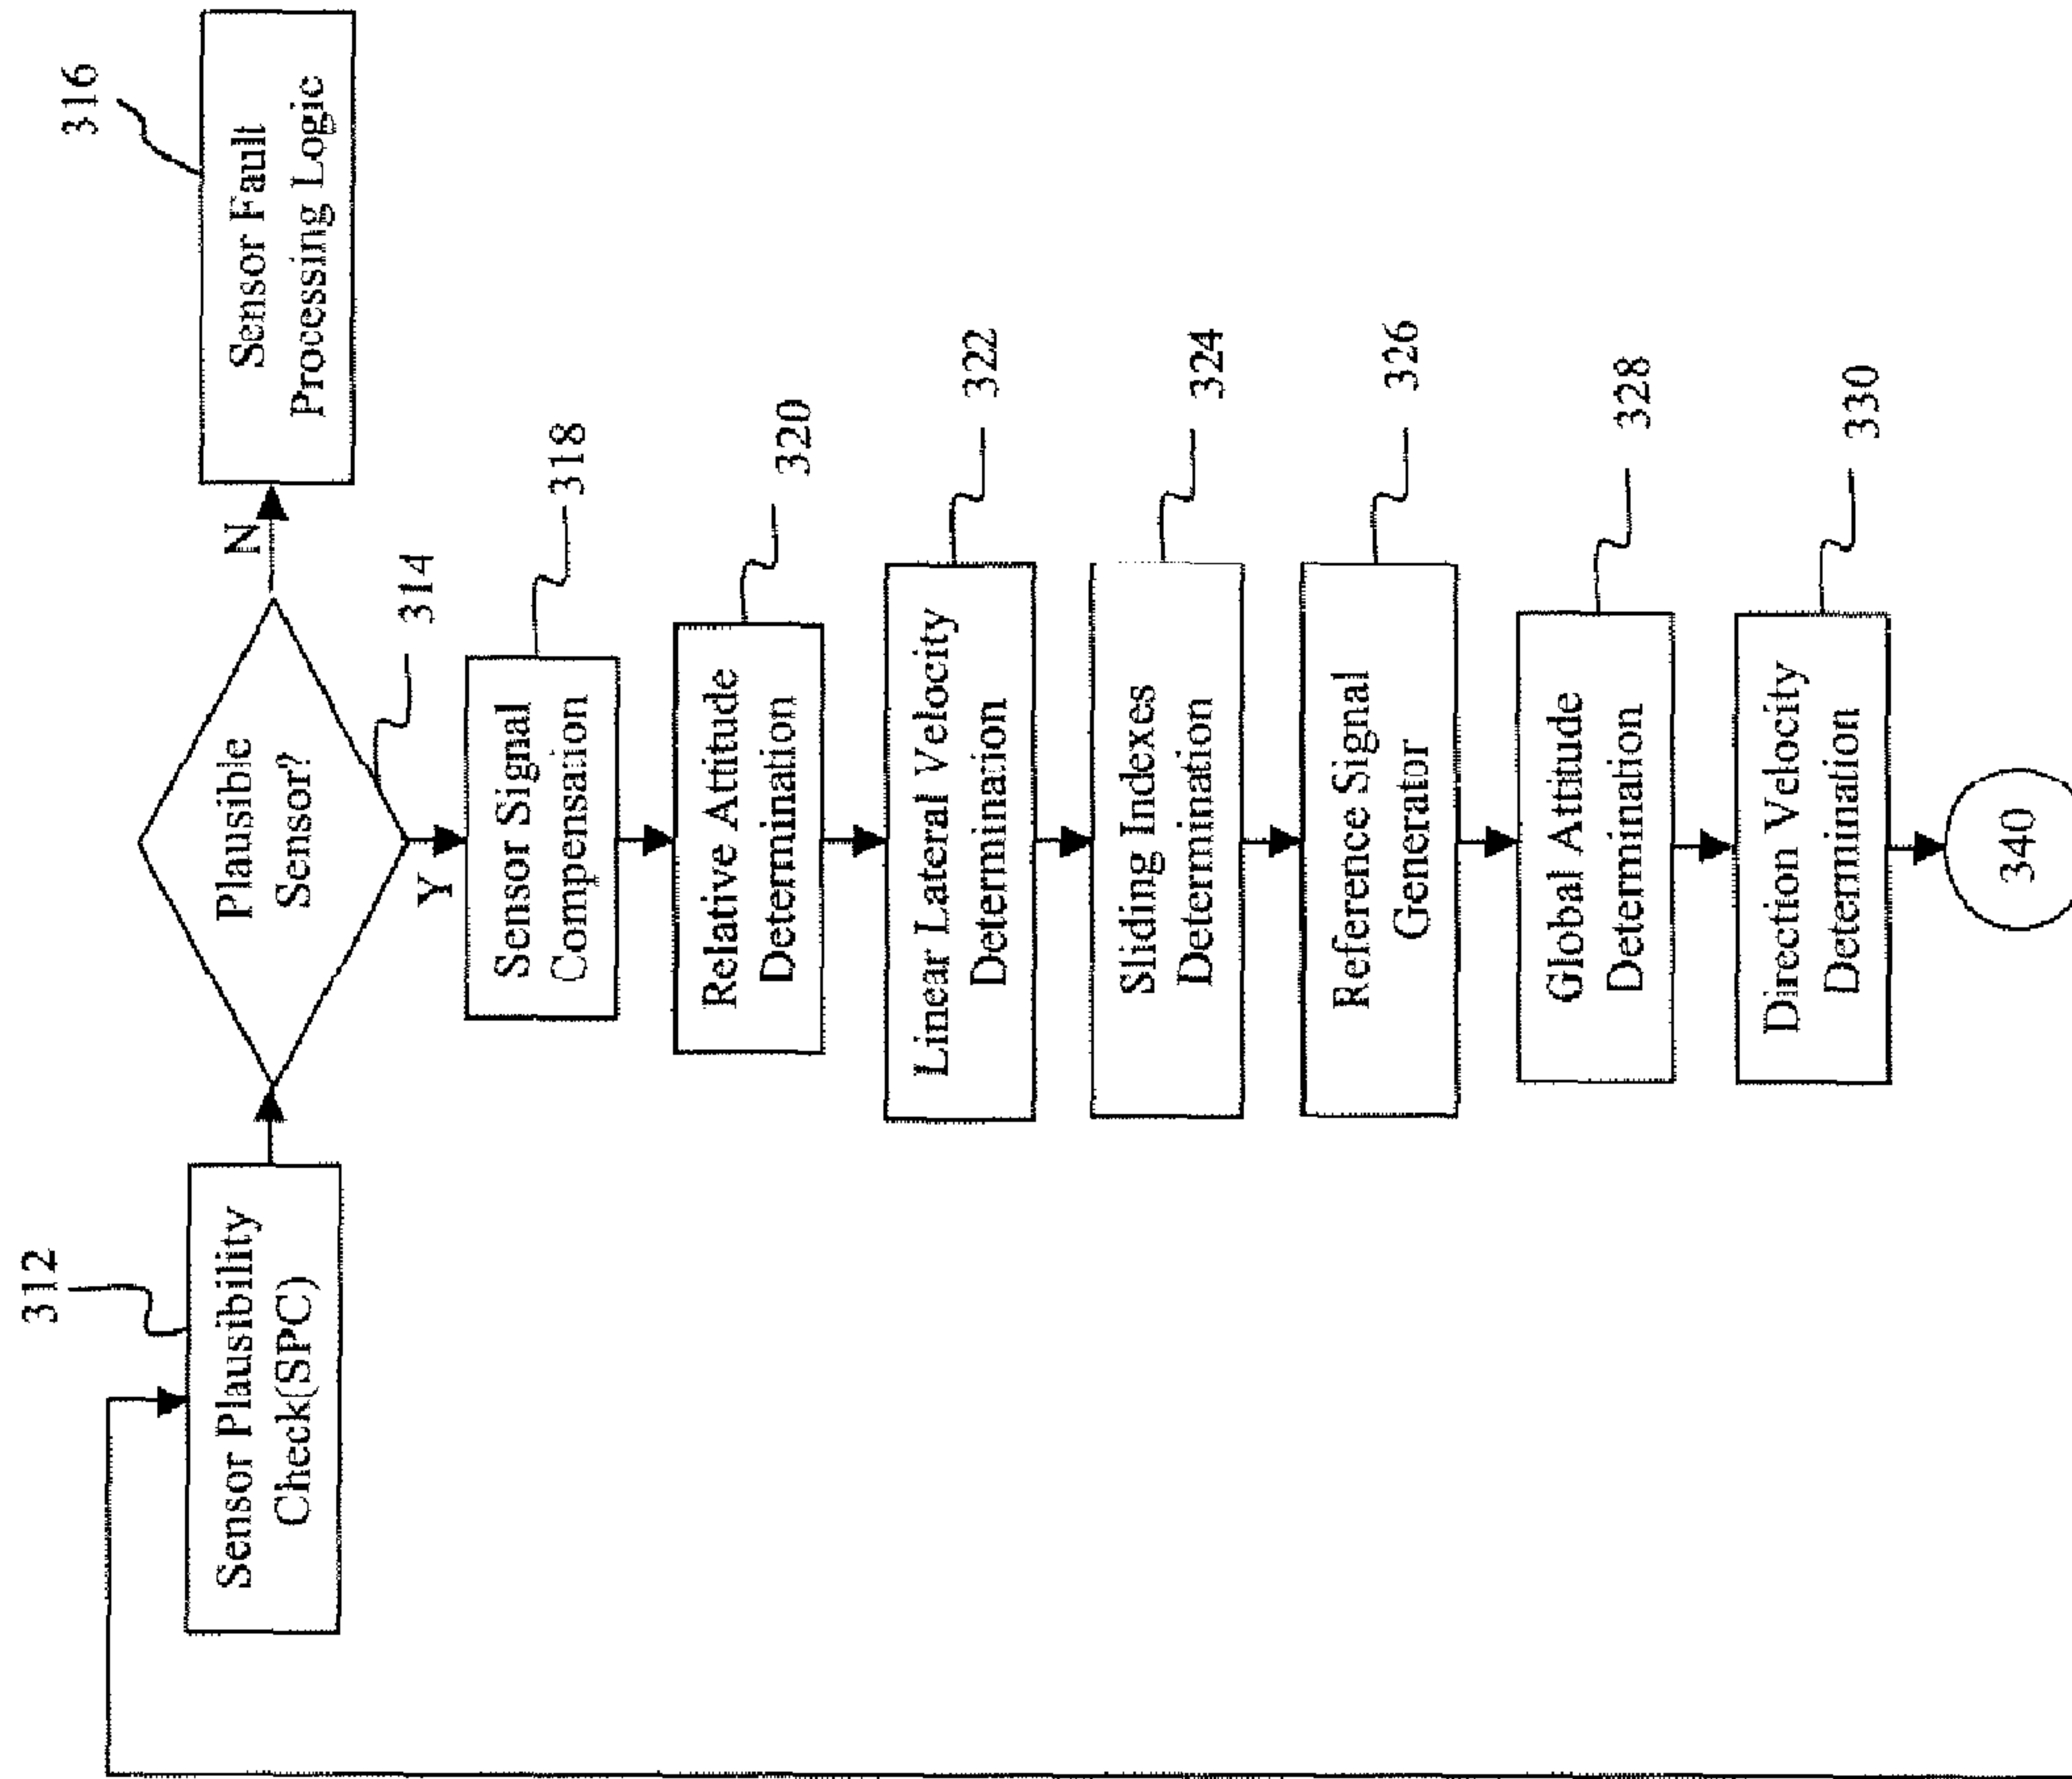 312
Sensor Plausibility
Check(SPC)
Plausible
Sensor?
314
N
316
Sensor Fault
Processing Logic
Y
Sensor Signal
Compensation
318
Relative Attitude
Determination
320
Linear Lateral Velocity
Determination
322
Sliding Indexes
Determination
324
Reference Signal
Generator
326
Global Attitude
Determination
328
Direction Velocity
Determination
330
340